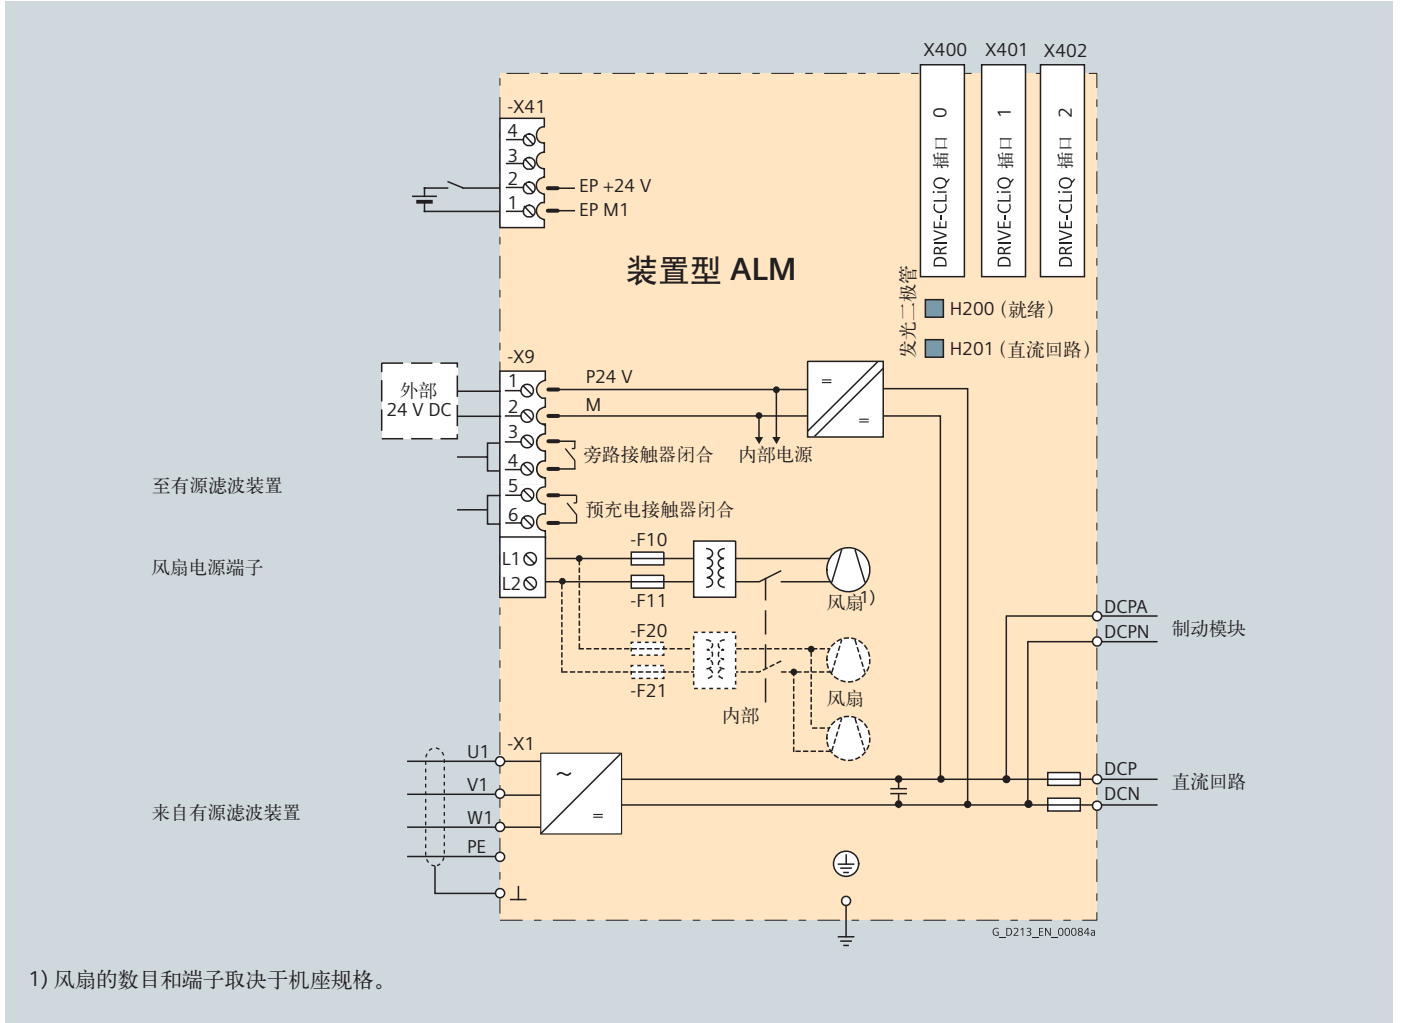 X400 X401 X402
DRIVE-CLiQ 插口 0
DRIVE-CLiQ 插口 1
DRIVE-CLiQ 插口 2
-X41
4
3
2 EP +24 V
1 EP M1
装置型 ALM
发光二极管
H200（就绪）
H201（直流回路）
-X9
外部
24 V DC
1 P24 V
2 M
3
4 旁路接触器闭合
内部电源
=
=
至有源滤波装置
5
6 预充电接触器闭合
风扇电源端子
L1
L2
-F10
-F11
风扇1)
-F20
-F21
风扇
内部
DCPA
DCPN
制动模块
-X1
U1
V1
W1
PE
~
=
来自有源滤波装置
DCP
DCN
直流回路
G_D213_EN_00084a
1) 风扇的数目和端子取决于机座规格。